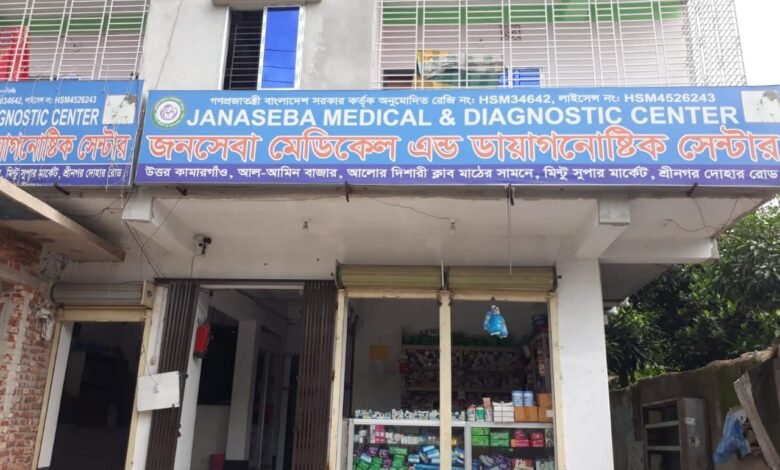 34642, লাইসেন্স নং: HSM4526243
GNOSTIC CENTER
য়াগনোষ্টিক সেন্টার
, শ্রীনগর দোহার রোড
গণপ্রজাতন্ত্রী বাংলাদেশ সরকার কর্তৃক অনুমোদিত রেজি নং: HSM34642, লাইসেন্স নং: HSM4526243
JANASEBA MEDICAL & DIAGNOSTIC CENTER
জনসেবা মেডিকেল এন্ড ডায়াগনোষ্টিক সেন্টার
উত্তর কামারগাঁও, আল-আমিন বাজার, আলোর দিশারী ক্লাব মাঠের সামনে, মিন্টু সুপার মার্কেট, শ্রীনগর দোহার রোড